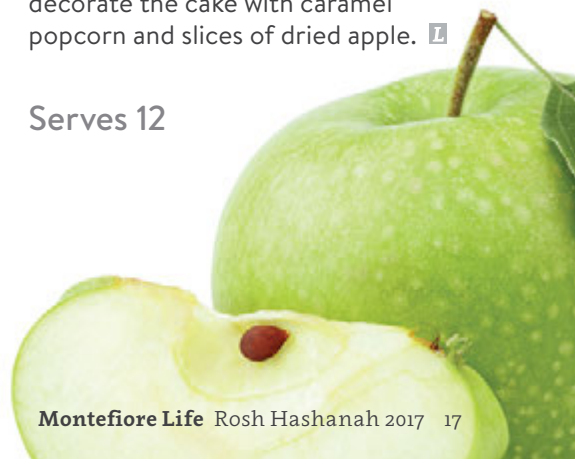 decorate the cake with caramel
popcorn and slices of dried apple. L
Serves 12
Montefiore Life Rosh Hashanah 2017 17